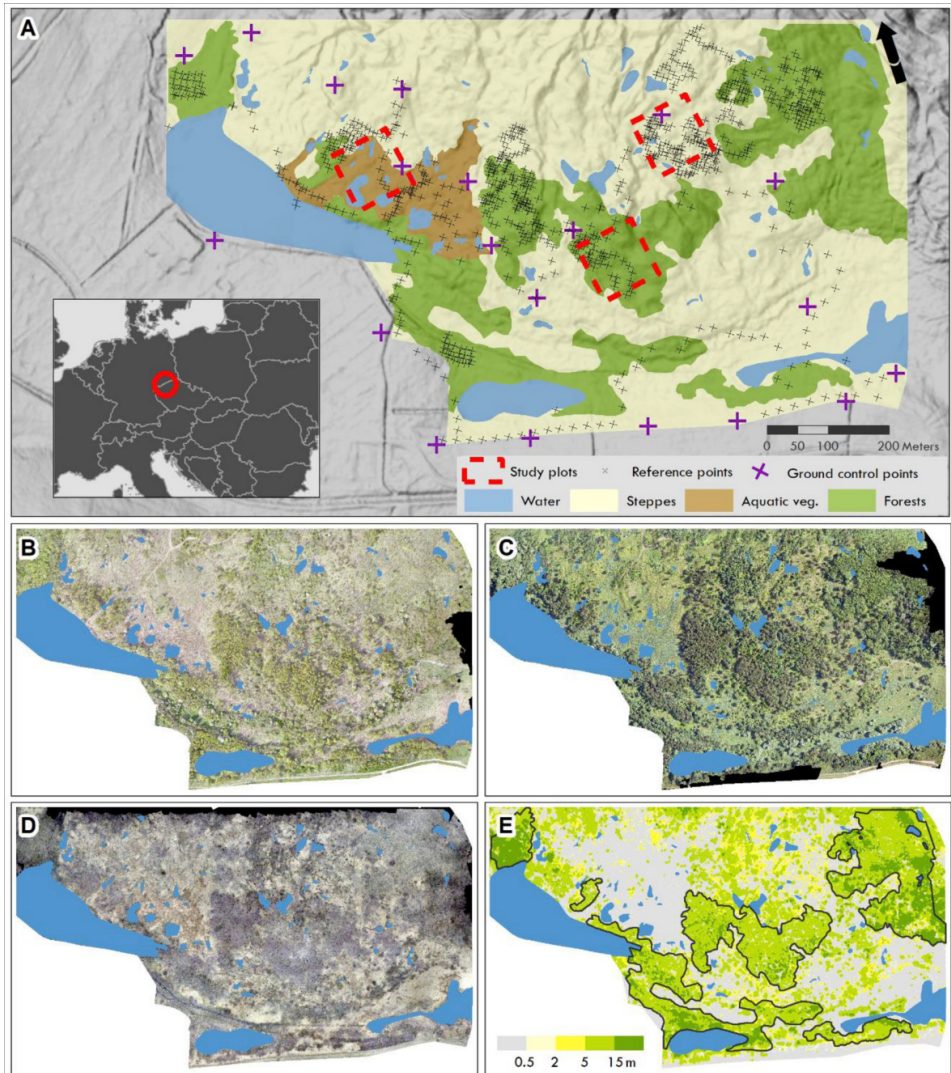 A
0 50 100 200 Meters
Study plots Reference points Ground control points
Water Steppes Aquatic veg. Forests
B
C
D
E
0.5 2 5 15 m